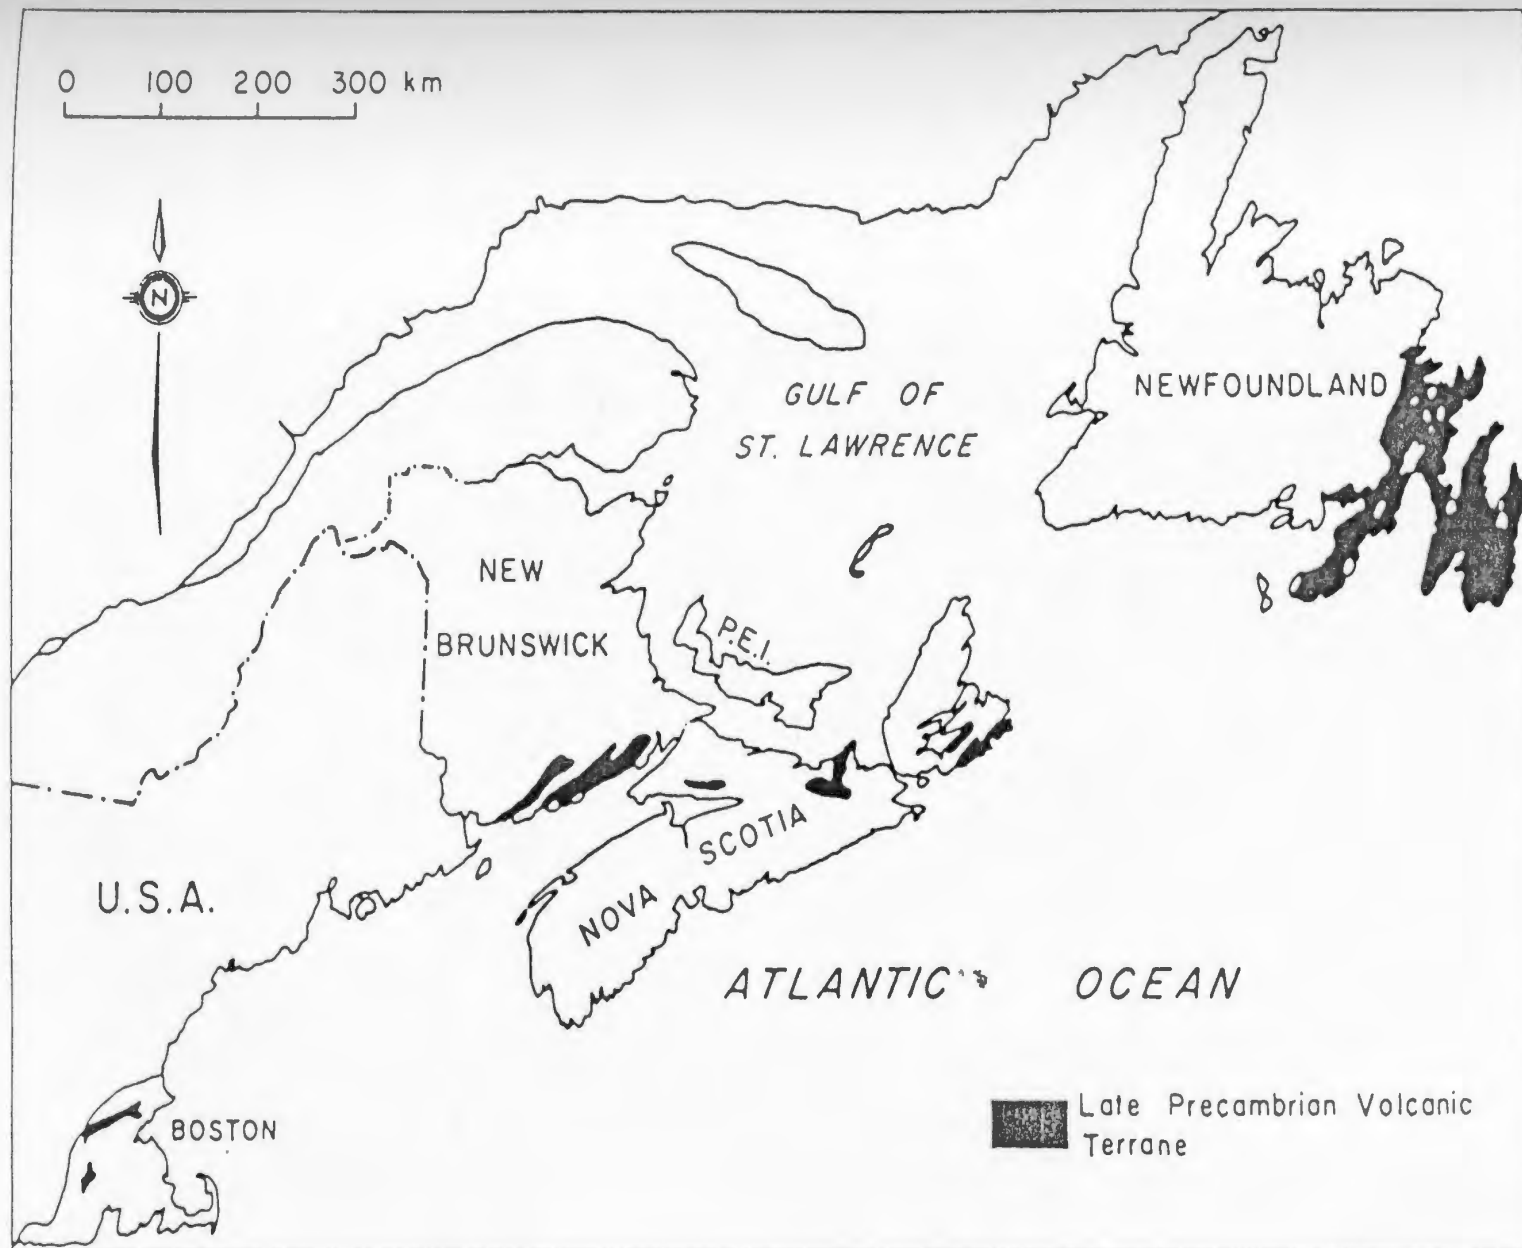 0 100 200 300 km
N
GULF OF
ST. LAWRENCE
NEWFOUNDLAND
NEW
BRUNSWICK
P.E.I.
U.S.A.
NOVA SCOTIA
ATLANTIC OCEAN
BOSTON
Late Precambrian Volcanic
Terrane